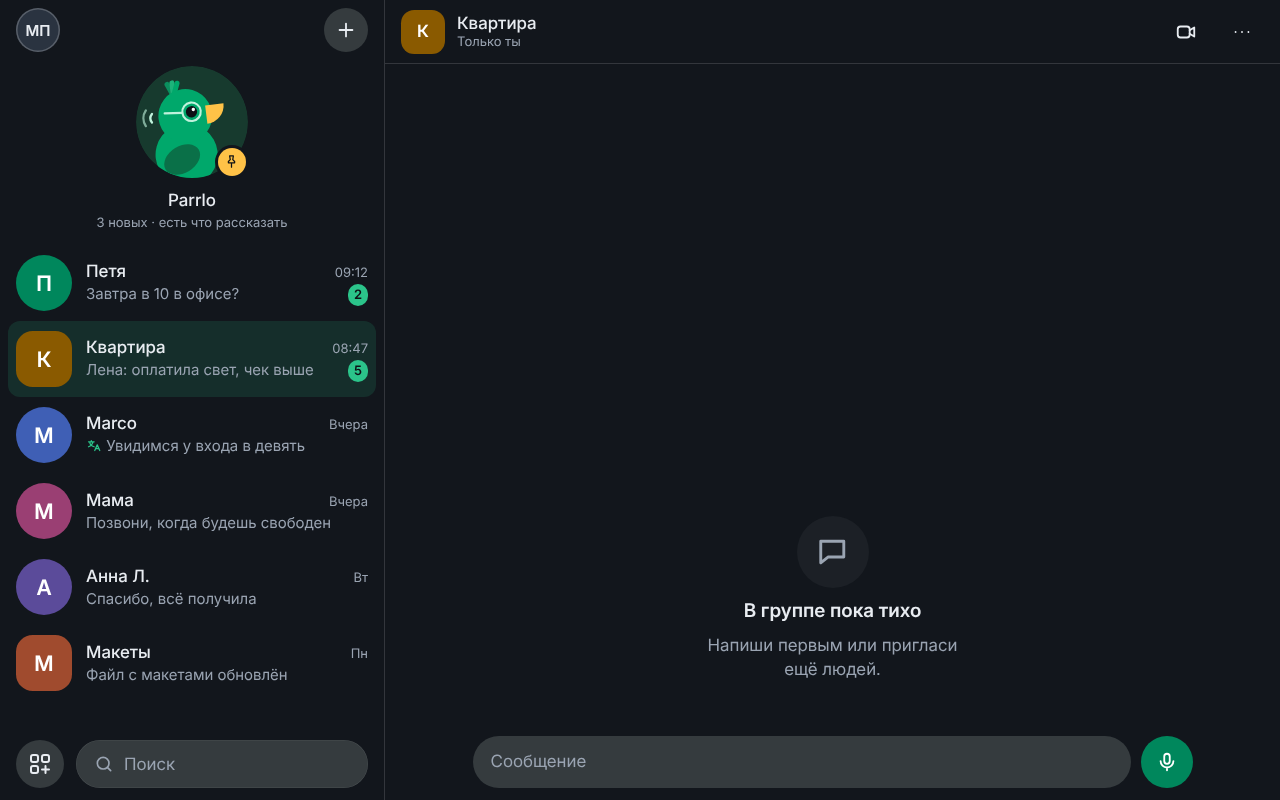 МП
Parrlo
3 новых · есть что рассказать
П
Петя
09:12
Завтра в 10 в офисе?
2
К
Квартира
08:47
Лена: оплатила свет, чек выше
5
M
Marco
Вчера
Увидимся у входа в девять
М
Мама
Вчера
Позвони, когда будешь свободен
А
Анна Л.
Вт
Спасибо, всё получила
М
Макеты
Пн
Файл с макетами обновлён
Поиск
К
Квартира
Только ты
В группе пока тихо
Напиши первым или пригласи
ещё людей.
Сообщение